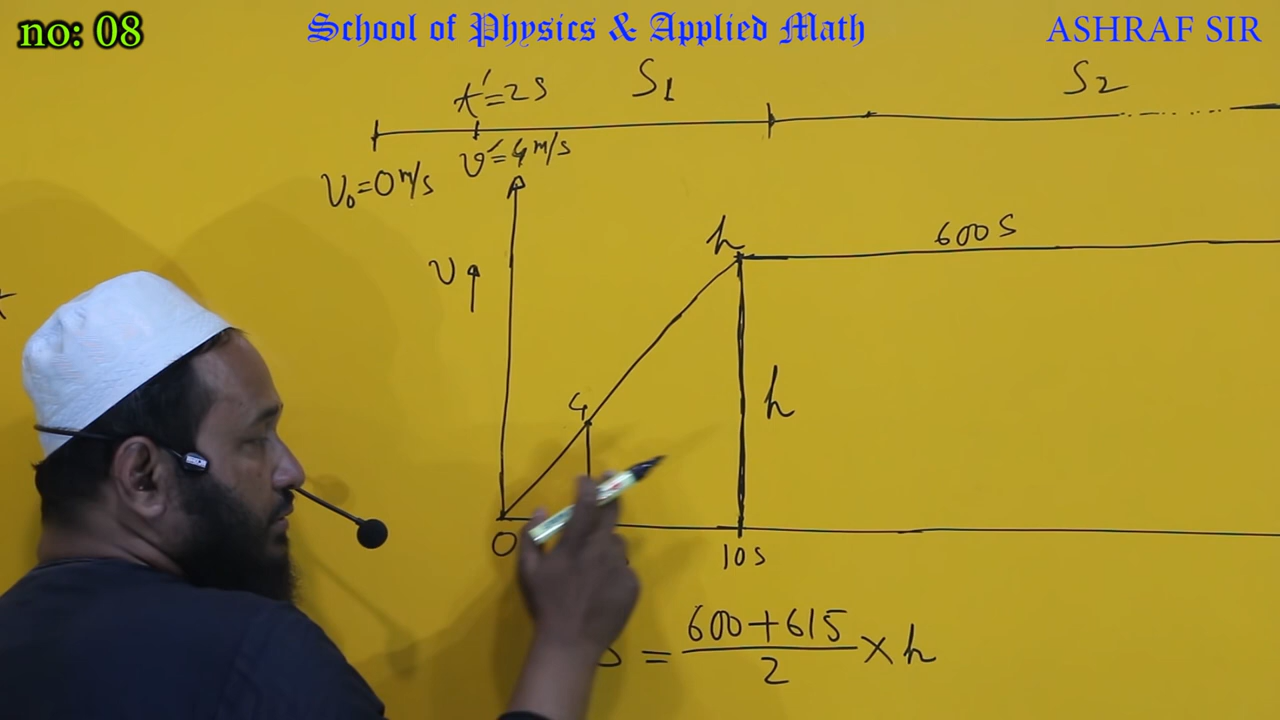 no: 08
School of Physics & Applied Math
ASHRAF SIR
t'=2s
S1
S2
V0=0m/s
v'=4m/s
v
h
600s
4
h
0
10s
S = 600+615/2 × h